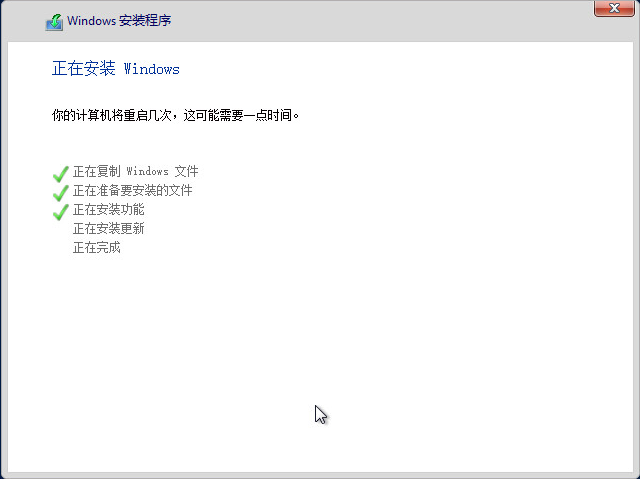 Windows 安装程序
正在安装 Windows
你的计算机将重启几次，这可能需要一点时间。
正在复制 Windows 文件
正在准备要安装的文件
正在安装功能
正在安装更新
正在完成